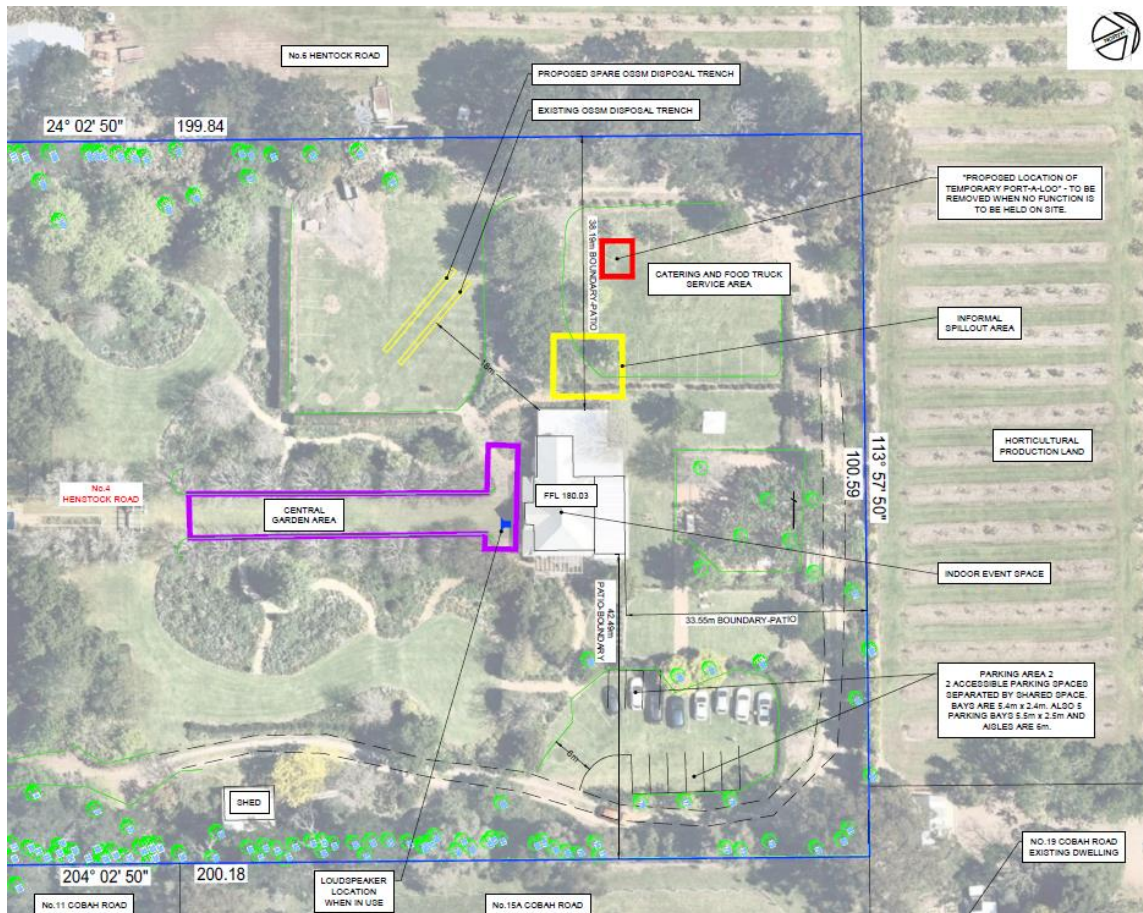 No.6 HENTOCK ROAD
NORTH
PROPOSED SPARE OSSM DISPOSAL TRENCH
EXISTING OSSM DISPOSAL TRENCH
24° 02' 50"
199.84
"PROPOSED LOCATION OF
TEMPORARY PORT-A-LOO" - TO BE
REMOVED WHEN NO FUNCTION IS
TO BE HELD ON SITE.
38.19m BOUNDARY-PATIO
CATERING AND FOOD TRUCK
SERVICE AREA
INFORMAL
SPILLOUT AREA
18m
HORTICULTURAL
PRODUCTION LAND
113° 57' 50"
100.59
No.4
HENSTOCK ROAD
CENTRAL
GARDEN AREA
FFL 180.03
INDOOR EVENT SPACE
42.49m
PATIO-BOUNDARY
33.55m BOUNDARY-PATIO
PARKING AREA 2
2 ACCESSIBLE PARKING SPACES
SEPARATED BY SHARED SPACE.
BAYS ARE 5.4m x 2.4m. ALSO 5
PARKING BAYS 5.5m x 2.5m AND
AISLES ARE 6m.
6m
SHED
NO.19 COBAH ROAD
EXISTING DWELLING
204° 02' 50"
200.18
LOUDSPEAKER
LOCATION
WHEN IN USE
No.11 COBAH ROAD
No.15A COBAH ROAD